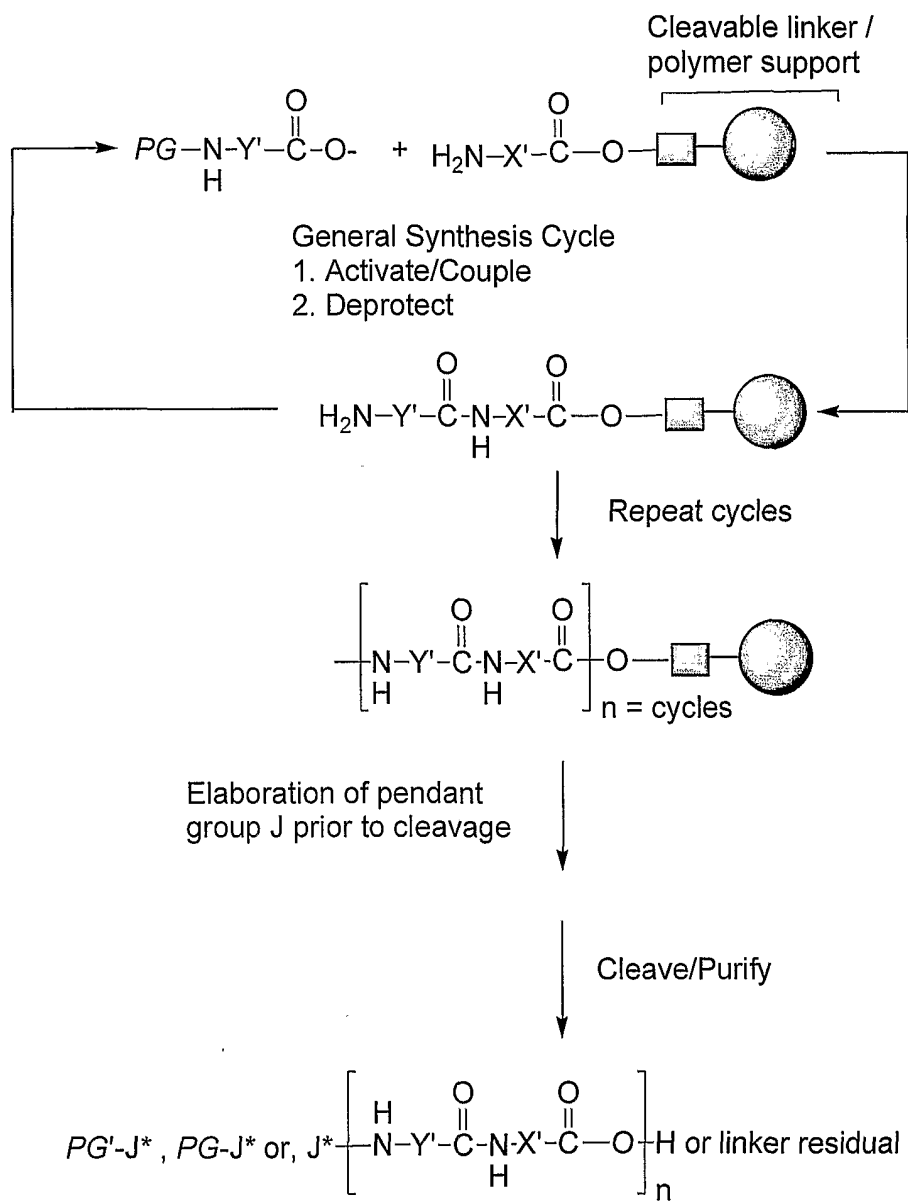 Cleavable linker /
polymer support
O
PG-N-Y'-C-O-
H
+
O
H₂N-X'-C-O
General Synthesis Cycle
1. Activate/Couple
2. Deprotect
O O
H₂N-Y'-C-N-X'-C-O
H
Repeat cycles
O O
N-Y'-C-N-X'-C-O
H H
n = cycles
Elaboration of pendant
group J prior to cleavage
Cleave/Purify
H O O
PG'-J* , PG-J* or, J* N-Y'-C-N-X'-C-O H or linker residual
H
n